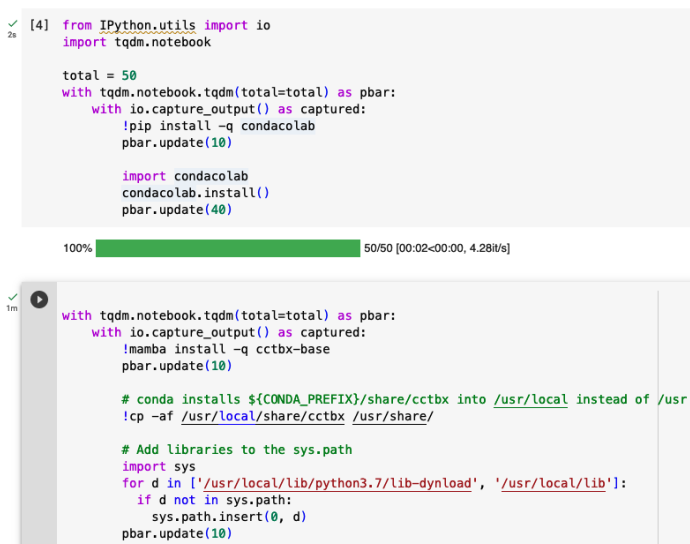 [4] from IPython.utils import io
2s
import tqdm.notebook
total = 50
with tqdm.notebook.tqdm(total=total) as pbar:
with io.capture_output() as captured:
!pip install -q condacolab
pbar.update(10)
import condacolab
condacolab.install()
pbar.update(40)
100% 50/50 [00:02<00:00, 4.28it/s]
1m
with tqdm.notebook.tqdm(total=total) as pbar:
with io.capture_output() as captured:
!mamba install -q cctbx-base
pbar.update(10)
# conda installs ${CONDA_PREFIX}/share/cctbx into /usr/local instead of /usr
!cp -af /usr/local/share/cctbx /usr/share/
# Add libraries to the sys.path
import sys
for d in ['/usr/local/lib/python3.7/lib-dynload', '/usr/local/lib']:
if d not in sys.path:
sys.path.insert(0, d)
pbar.update(10)